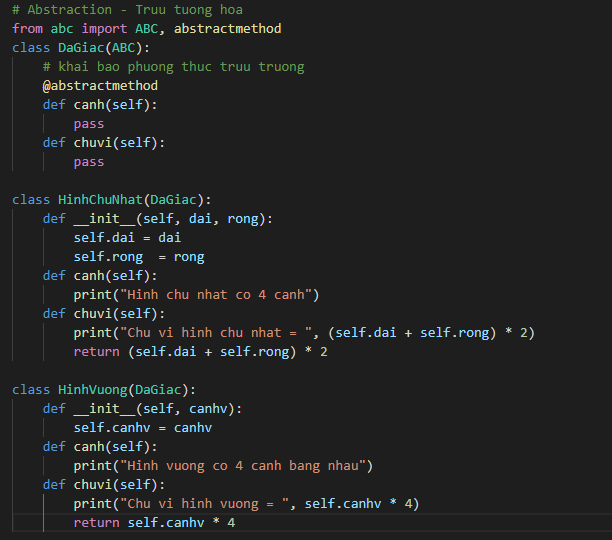 # Abstraction - Truu tuong hoa
from abc import ABC, abstractmethod
class DaGiac(ABC):
    # khai bao phuong thuc truu truong
    @abstractmethod
    def canh(self):
        pass
    def chuvi(self):
        pass

class HinhChuNhat(DaGiac):
    def __init__(self, dai, rong):
        self.dai = dai
        self.rong  = rong
    def canh(self):
        print("Hinh chu nhat co 4 canh")
    def chuvi(self):
        print("Chu vi hinh chu nhat = ", (self.dai + self.rong) * 2)
        return (self.dai + self.rong) * 2

class HinhVuong(DaGiac):
    def __init__(self, canhv):
        self.canhv = canhv
    def canh(self):
        print("Hinh vuong co 4 canh bang nhau")
    def chuvi(self):
        print("Chu vi hinh vuong = ", self.canhv * 4)
        return self.canhv * 4